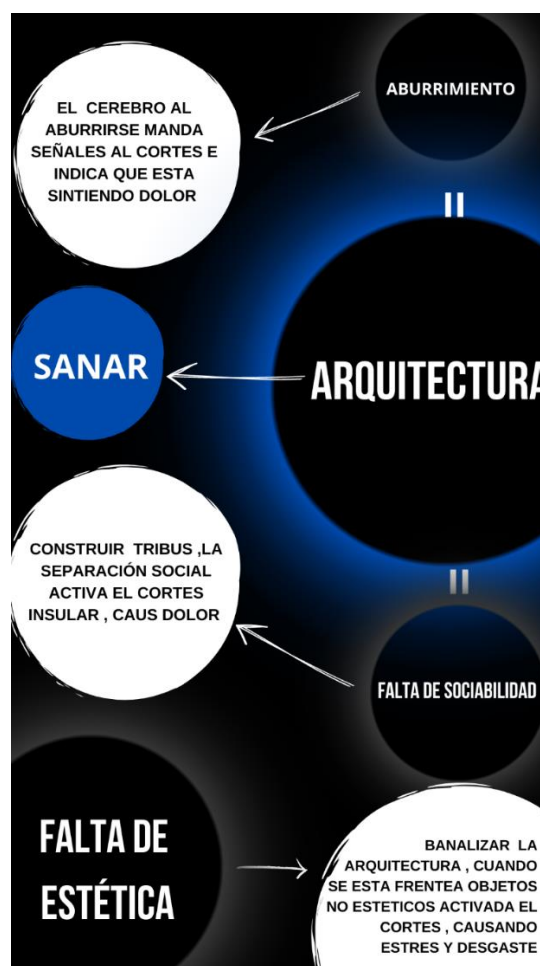 ABURRIMIENTO
EL CEREBRO AL
ABURRIRSE MANDA
SEÑALES AL CORTES E
INDICA QUE ESTA
SINTIENDO DOLOR
SANAR
ARQUITECTURA
CONSTRUIR TRIBUS ,LA
SEPARACIÓN SOCIAL
ACTIVA EL CORTES
INSULAR , CAUS DOLOR
FALTA DE SOCIABILIDAD
FALTA DE
ESTÉTICA
BANALIZAR LA
ARQUITECTURA , CUANDO
SE ESTA FRENTEA OBJETOS
NO ESTETICOS ACTIVADA EL
CORTES , CAUSANDO
ESTRES Y DESGASTE